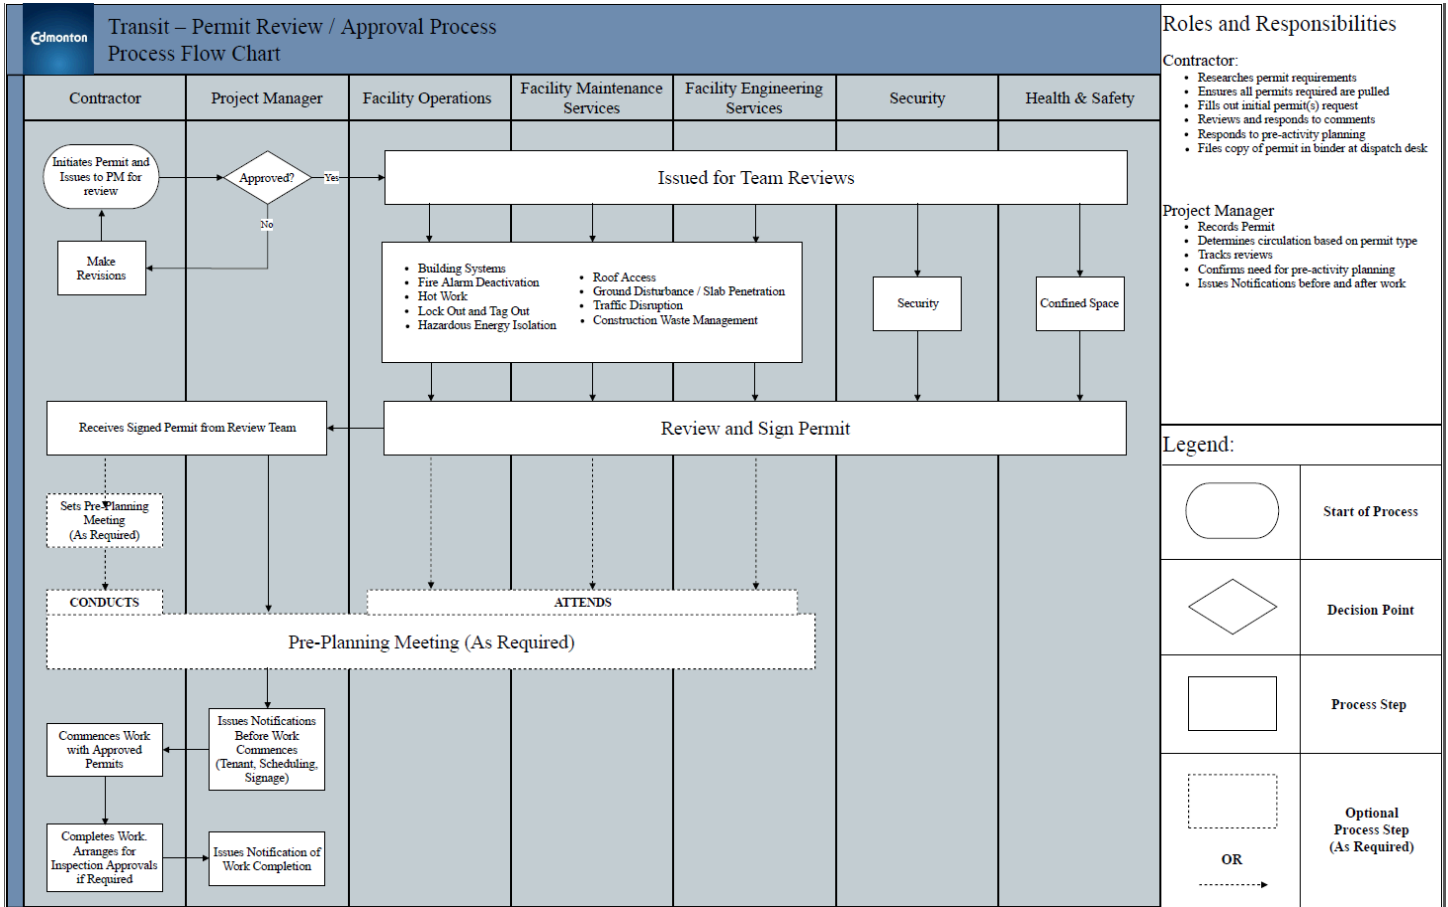 Edmonton
Transit – Permit Review / Approval Process
Process Flow Chart
Contractor
Project Manager
Facility Operations
Facility Maintenance
Services
Facility Engineering
Services
Security
Health & Safety
Initiates Permit and
Issues to PM for
review
Approved?
Yes
No
Make
Revisions
Issued for Team Reviews
• Building Systems
• Fire Alarm Deactivation
• Hot Work
• Lock Out and Tag Out
• Hazardous Energy Isolation
• Roof Access
• Ground Disturbance / Slab Penetration
• Traffic Disruption
• Construction Waste Management
Security
Confined Space
Receives Signed Permit from Review Team
Review and Sign Permit
Sets Pre-Planning
Meeting
(As Required)
CONDUCTS
ATTENDS
Pre-Planning Meeting (As Required)
Issues Notifications
Before Work
Commences
(Tenant, Scheduling,
Signage)
Commences Work
with Approved
Permits
Completes Work.
Arranges for
Inspection Approvals
if Required
Issues Notification of
Work Completion
Roles and Responsibilities
Contractor:
• Researches permit requirements
• Ensures all permits required are pulled
• Fills out initial permit(s) request
• Reviews and responds to comments
• Responds to pre-activity planning
• Files copy of permit in binder at dispatch desk
Project Manager
• Records Permit
• Determines circulation based on permit type
• Tracks reviews
• Confirms need for pre-activity planning
• Issues Notifications before and after work
Legend:
Start of Process
Decision Point
Process Step
Optional
Process Step
(As Required)
OR